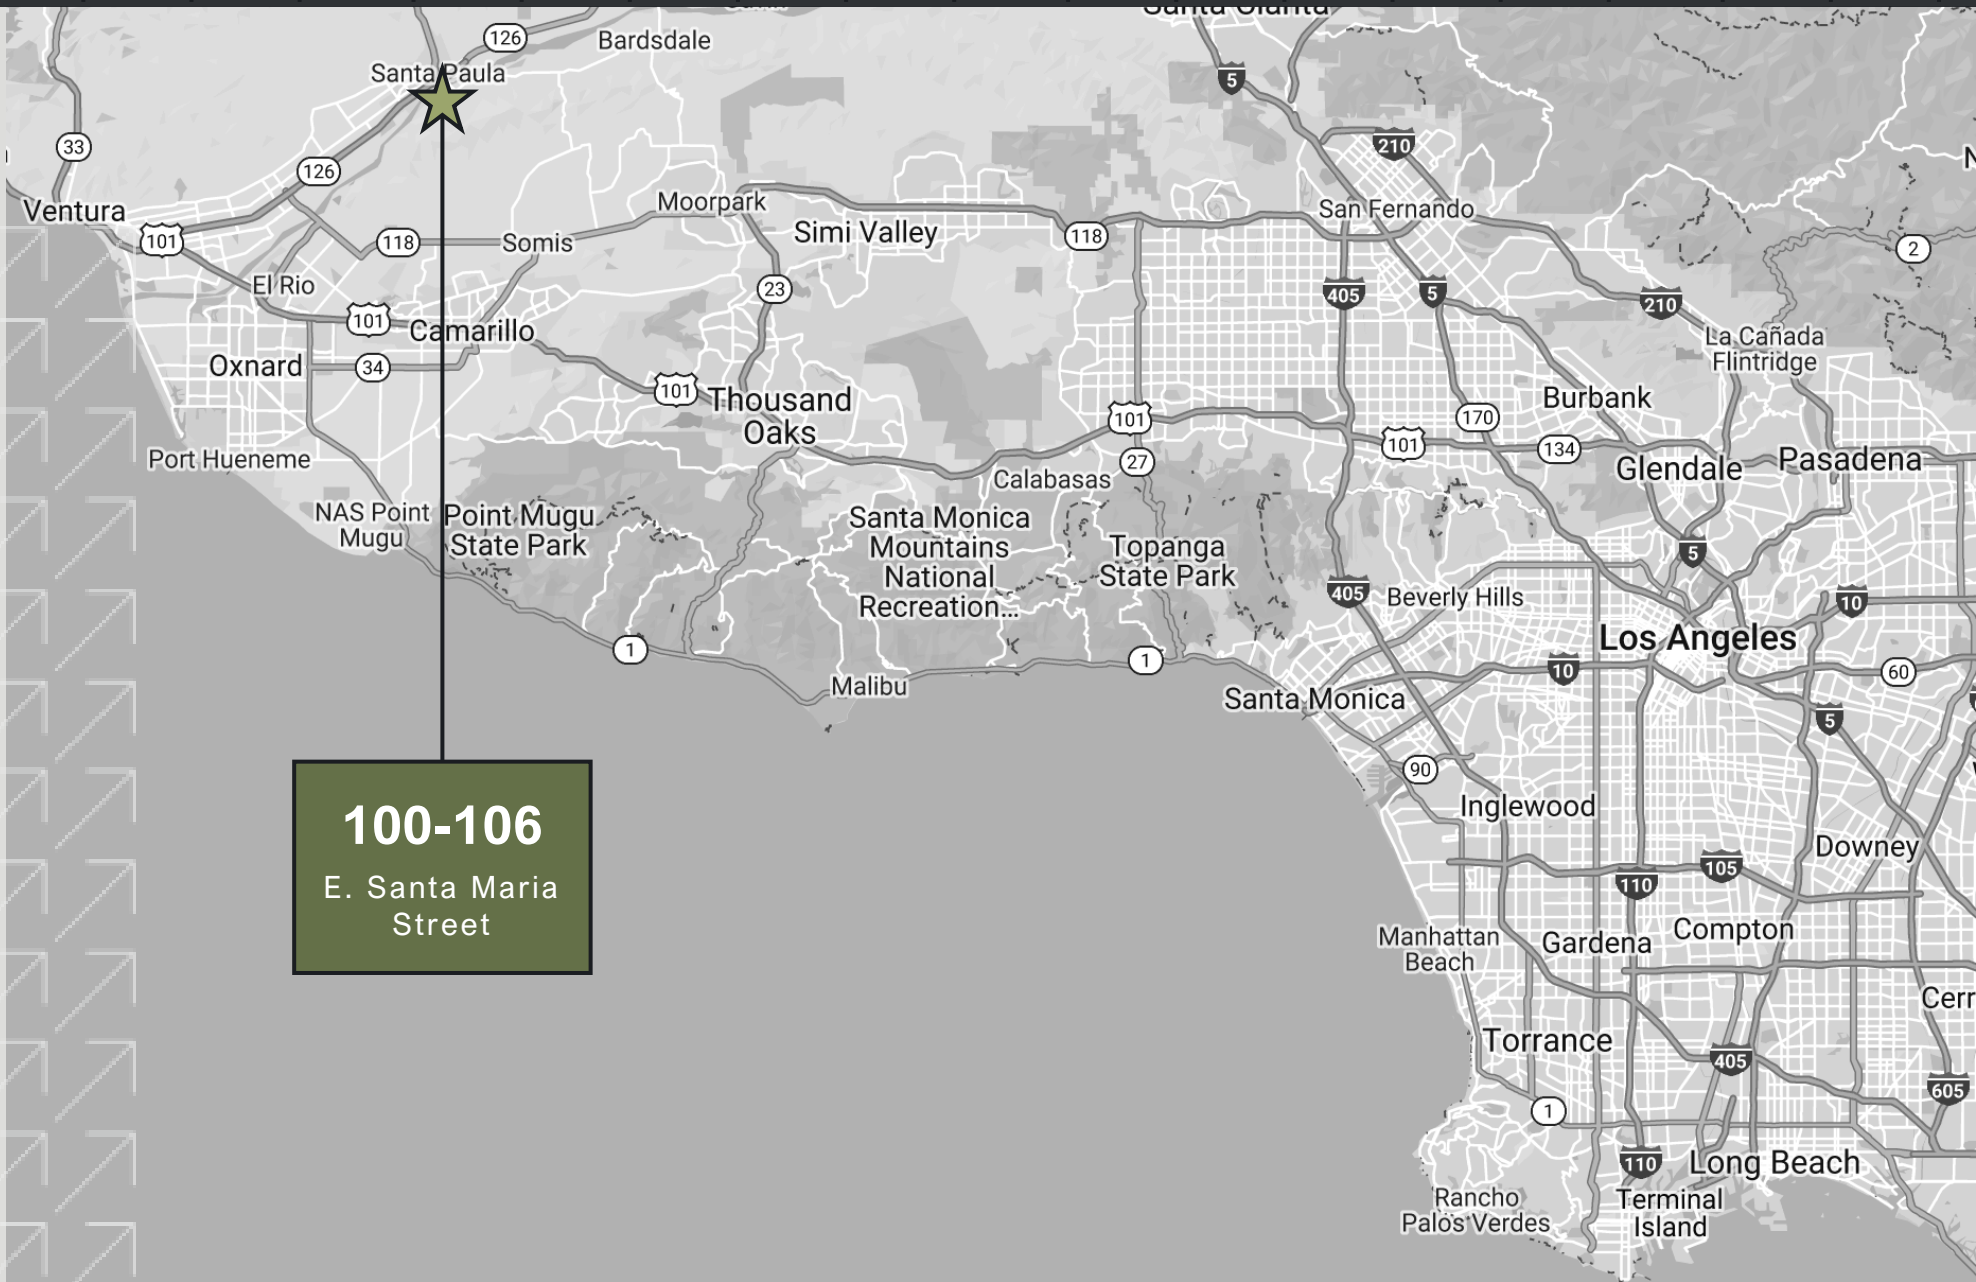 126
Bardsdale
Santa Paula
5
33
210
126
Moorpark
Ventura
San Fernando
101
118
Somis
Simi Valley
118
2
El Rio
23
405
5
210
101
Camarillo
La Cañada
Flintridge
Oxnard
34
101
Thousand
Oaks
Burbank
101
170
101
134
Port Hueneme
27
Calabasas
Glendale
Pasadena
NAS Point
Mugu
Point Mugu
State Park
Santa Monica
Mountains
National
Recreation...
Topanga
State Park
5
405
Beverly Hills
10
Los Angeles
1
1
10
60
Malibu
Santa Monica
5
90
100-106
E. Santa Maria
Street
Inglewood
Downey
105
110
Manhattan
Beach
Gardena
Compton
Cerr
Torrance
405
605
1
110
Long Beach
Rancho
Palos Verdes
Terminal
Island